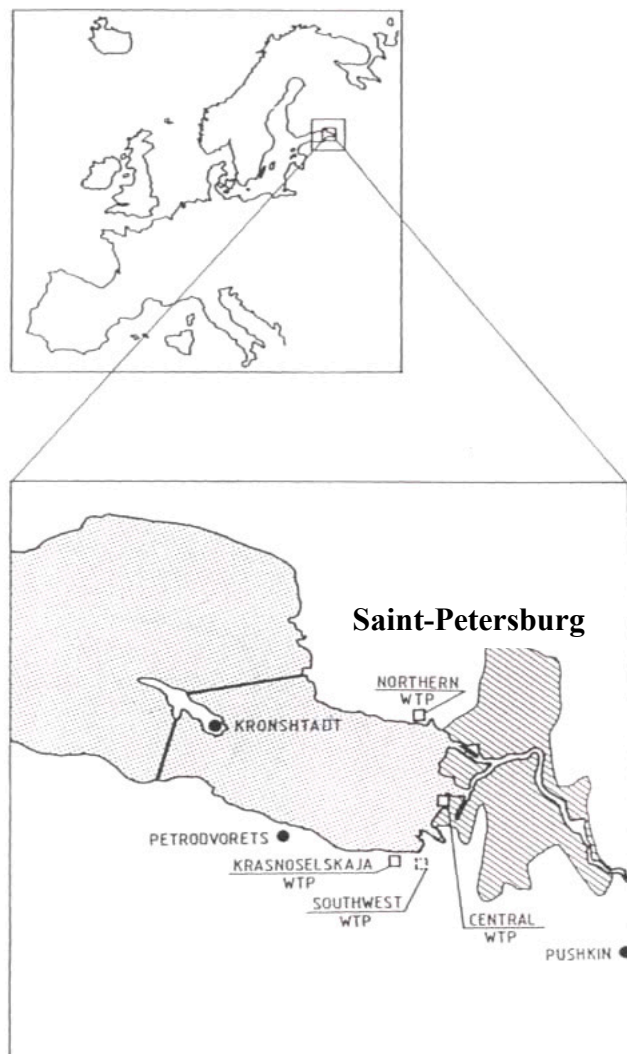 Saint-Petersburg
NORTHERN
WTP
KRONSHTADT
PETRODVORETS
KRASNOSELSKAJA
WTP
SOUTHWEST
WTP
CENTRAL
WTP
PUSHKIN